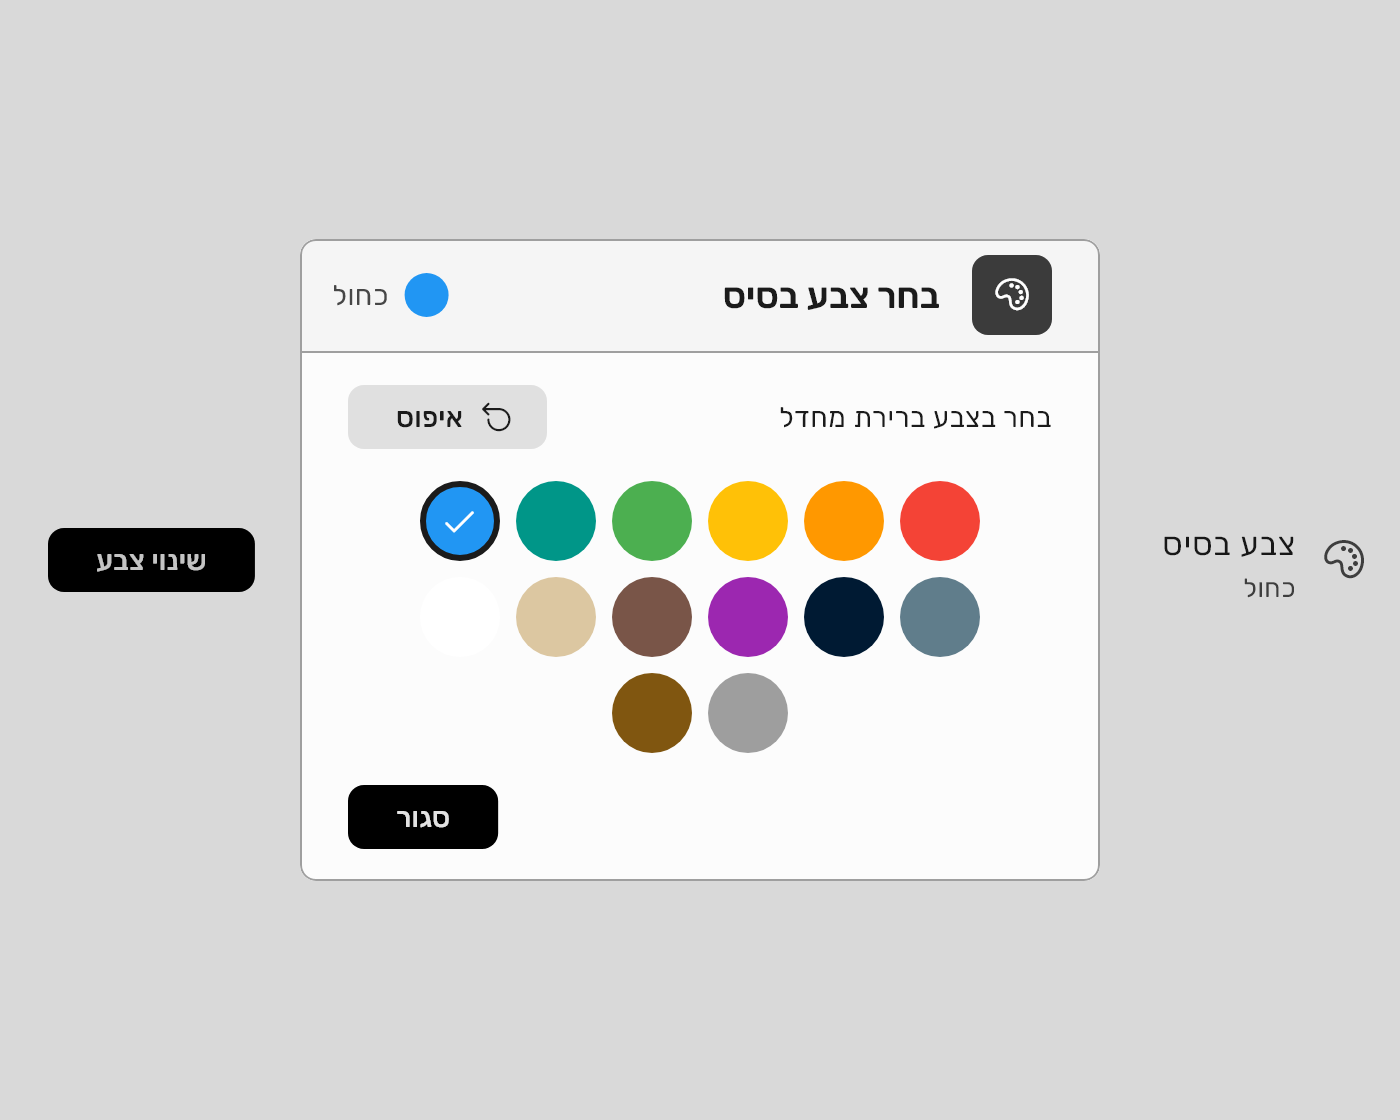 בחר צבע בסיס
כחול
בחר בצבע ברירת מחדל
איפוס
צבע בסיס
כחול
שינוי צבע
סגור